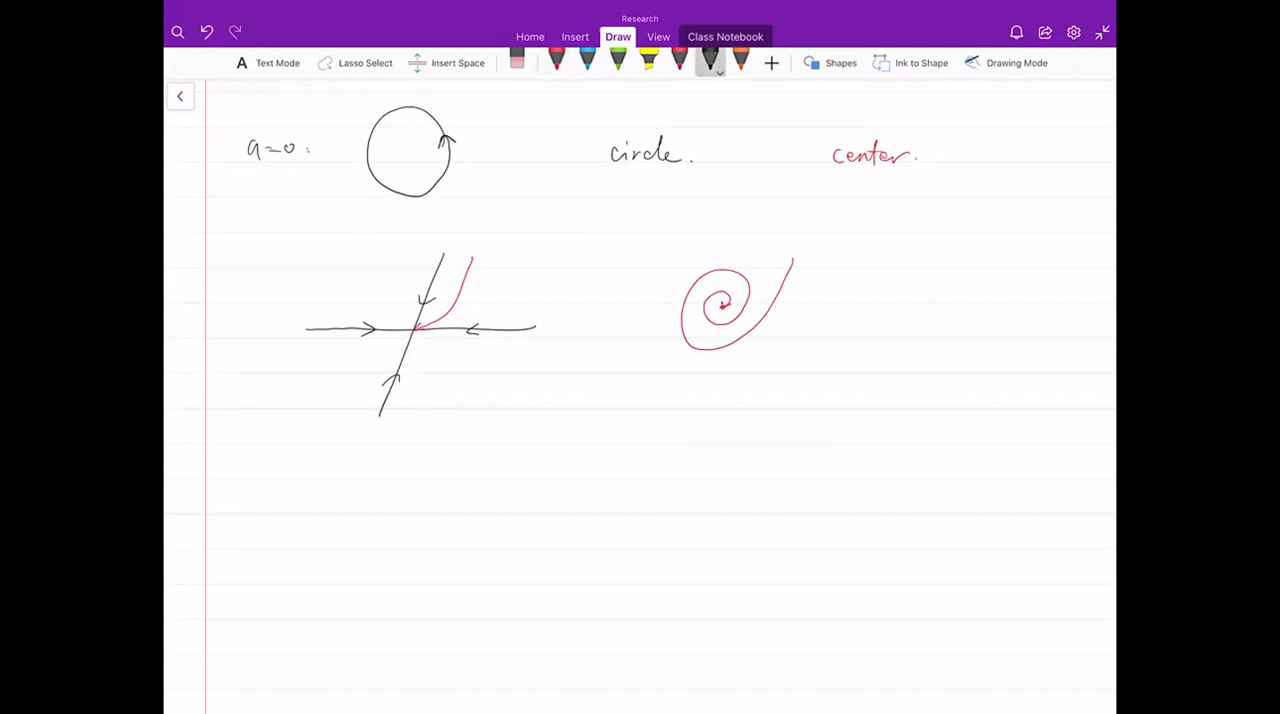 Research
Home Insert Draw View Class Notebook
A Text Mode Lasso Select Insert Space Shapes Ink to Shape Drawing Mode
a=0: circle. center.